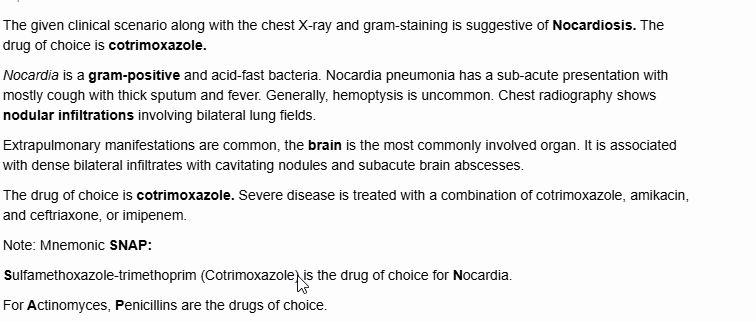 The given clinical scenario along with the chest X-ray and gram-staining is suggestive of Nocardiosis. The
drug of choice is cotrimoxazole.
Nocardia is a gram-positive and acid-fast bacteria. Nocardia pneumonia has a sub-acute presentation with
mostly cough with thick sputum and fever. Generally, hemoptysis is uncommon. Chest radiography shows
nodular infiltrations involving bilateral lung fields.
Extrapulmonary manifestations are common, the brain is the most commonly involved organ. It is associated
with dense bilateral infiltrates with cavitating nodules and subacute brain abscesses.
The drug of choice is cotrimoxazole. Severe disease is treated with a combination of cotrimoxazole, amikacin,
and ceftriaxone, or imipenem.
Note: Mnemonic SNAP:
Sulfamethoxazole-trimethoprim (Cotrimoxazole) is the drug of choice for Nocardia.
For Actinomyces, Penicillins are the drugs of choice.